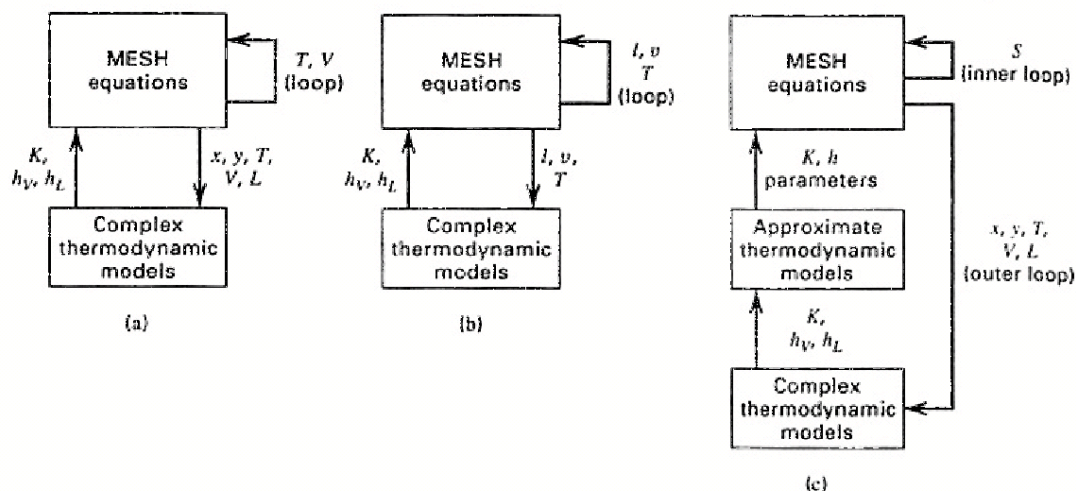 MESH
equations
T, V
(loop)
K,
h_V, h_L
x, y, T,
V, L
Complex
thermodynamic
models
(a)
MESH
equations
l, v
T
(loop)
K,
h_V, h_L
l, v,
T
Complex
thermodynamic
models
(b)
MESH
equations
S
(inner loop)
K, h
parameters
Approximate
thermodynamic
models
x, y, T,
V, L
(outer loop)
K,
h_V, h_L
Complex
thermodynamic
models
(c)